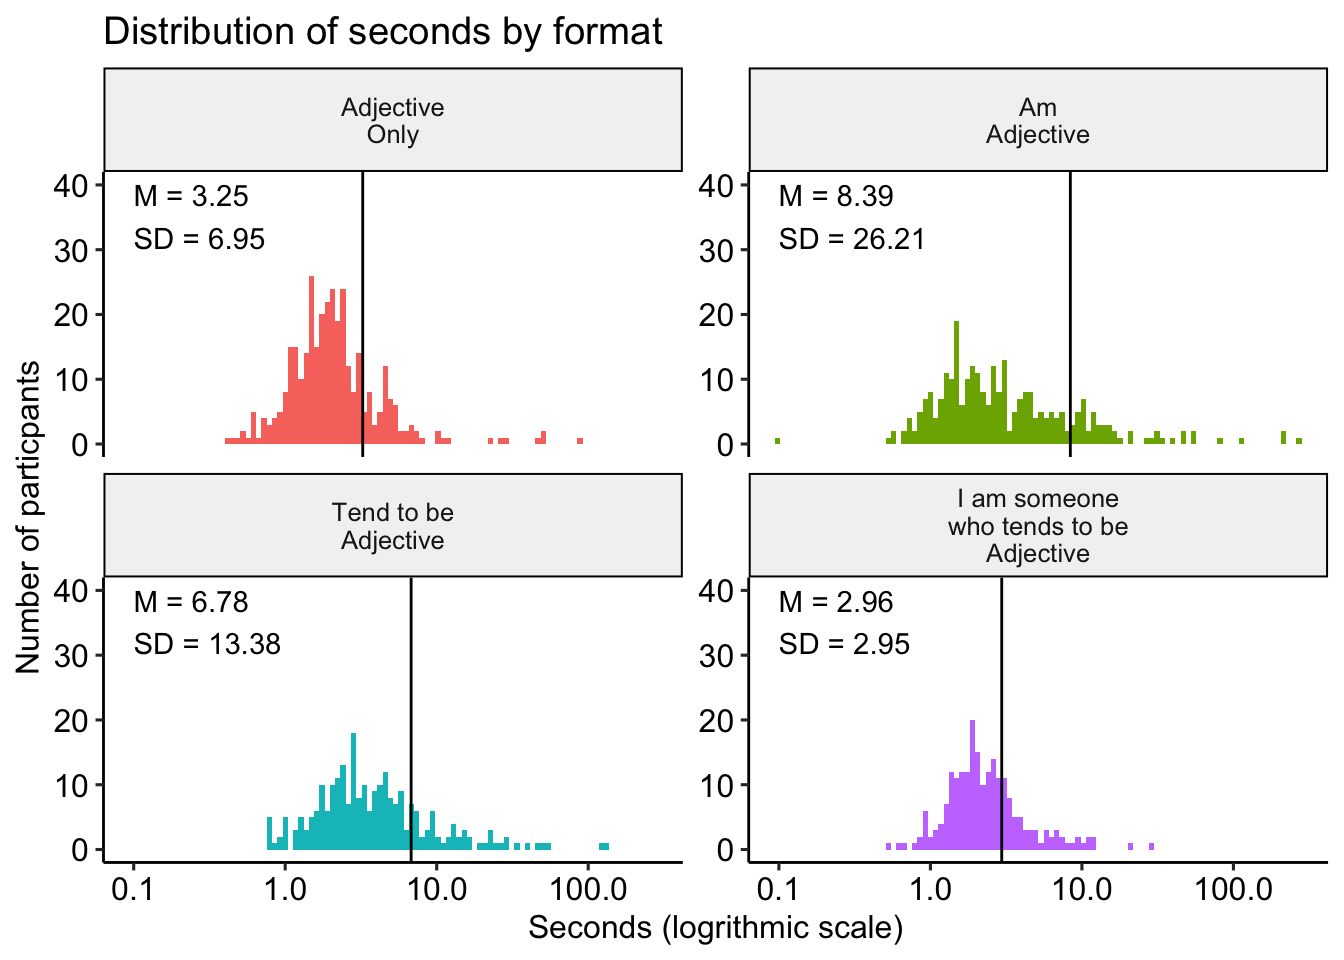 Distribution of seconds by format
Adjective
Only
Am
Adjective
40
30
20
10
0
M = 3.25
SD = 6.95
40
30
20
10
0
M = 8.39
SD = 26.21
Number of particpants
Tend to be
Adjective
I am someone
who tends to be
Adjective
40
30
20
10
0
M = 6.78
SD = 13.38
40
30
20
10
0
M = 2.96
SD = 2.95
0.1 1.0 10.0 100.0
0.1 1.0 10.0 100.0
Seconds (logrithmic scale)